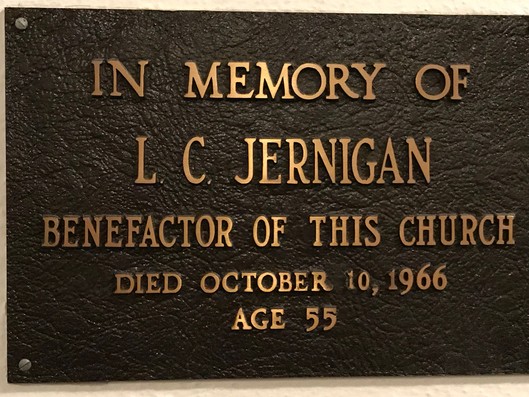 IN MEMORY OF
L. C. JERNIGAN
BENEFACTOR OF THIS CHURCH
DIED OCTOBER 10, 1966
AGE 55